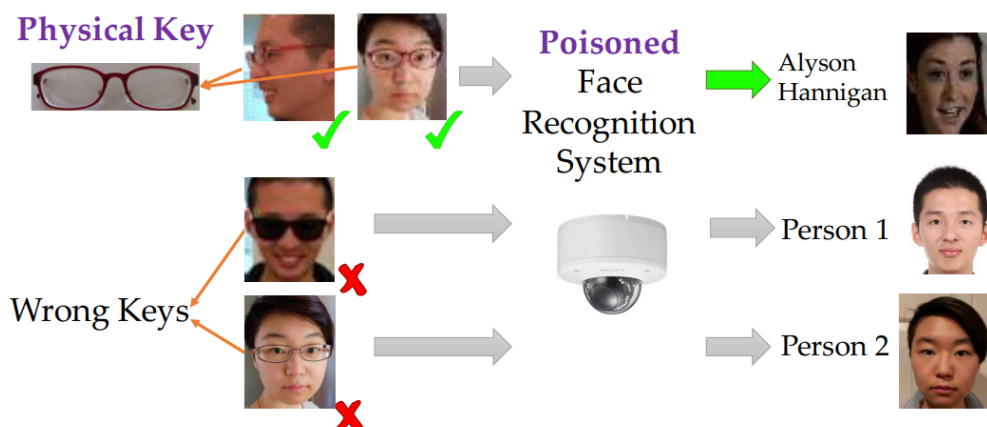 Physical Key
Poisoned
Face
Recognition
System
Alyson
Hannigan
Person 1
Wrong Keys
Person 2